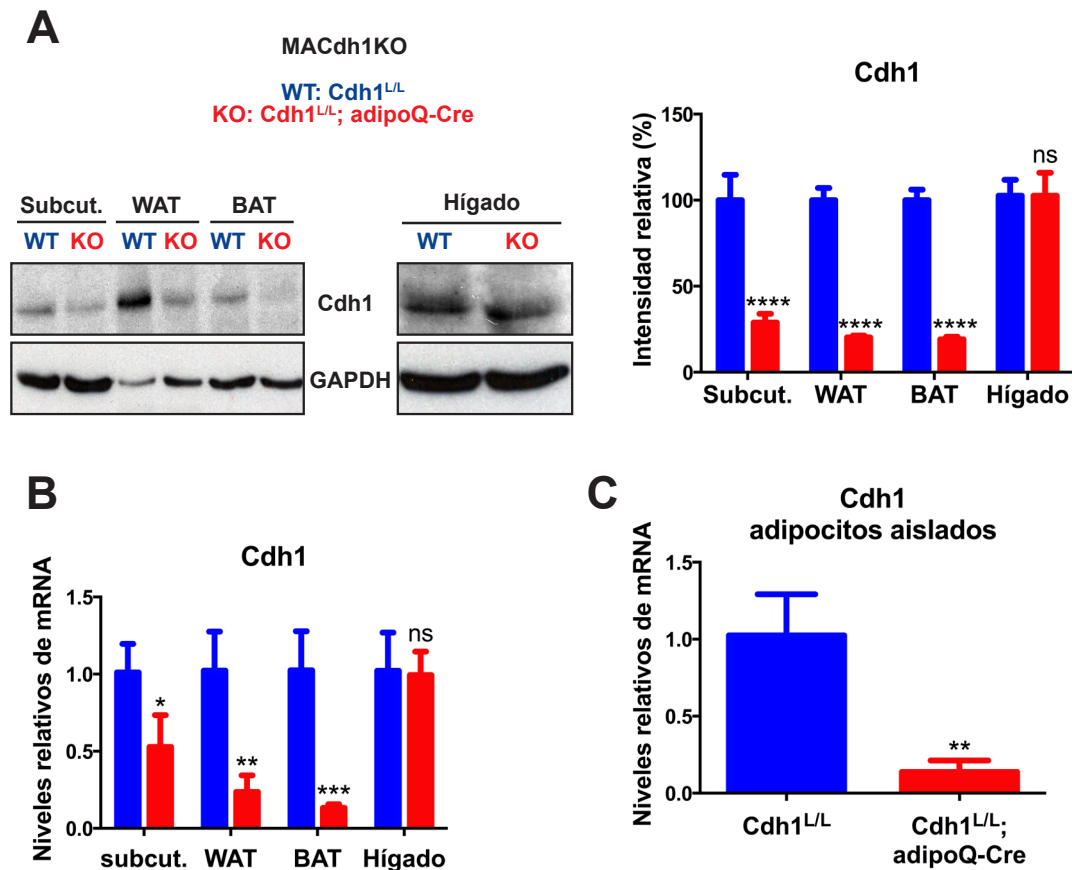 A
MACdh1KO
WT: Cdh1L/L
KO: Cdh1L/L; adipoQ-Cre
Subcut. WAT BAT Hígado
WT KO WT KO WT KO WT KO
Cdh1
GAPDH
Cdh1
Intensidad relativa (%)
150
100
50
0
**** **** **** ns
Subcut. WAT BAT Hígado
B
Cdh1
Niveles relativos de mRNA
1.5
1.0
0.5
0.0
* ** *** ns
subcut. WAT BAT Hígado
C
Cdh1
adipocitos aislados
Niveles relativos de mRNA
1.5
1.0
0.5
0.0
**
Cdh1L/L Cdh1L/L;
adipoQ-Cre